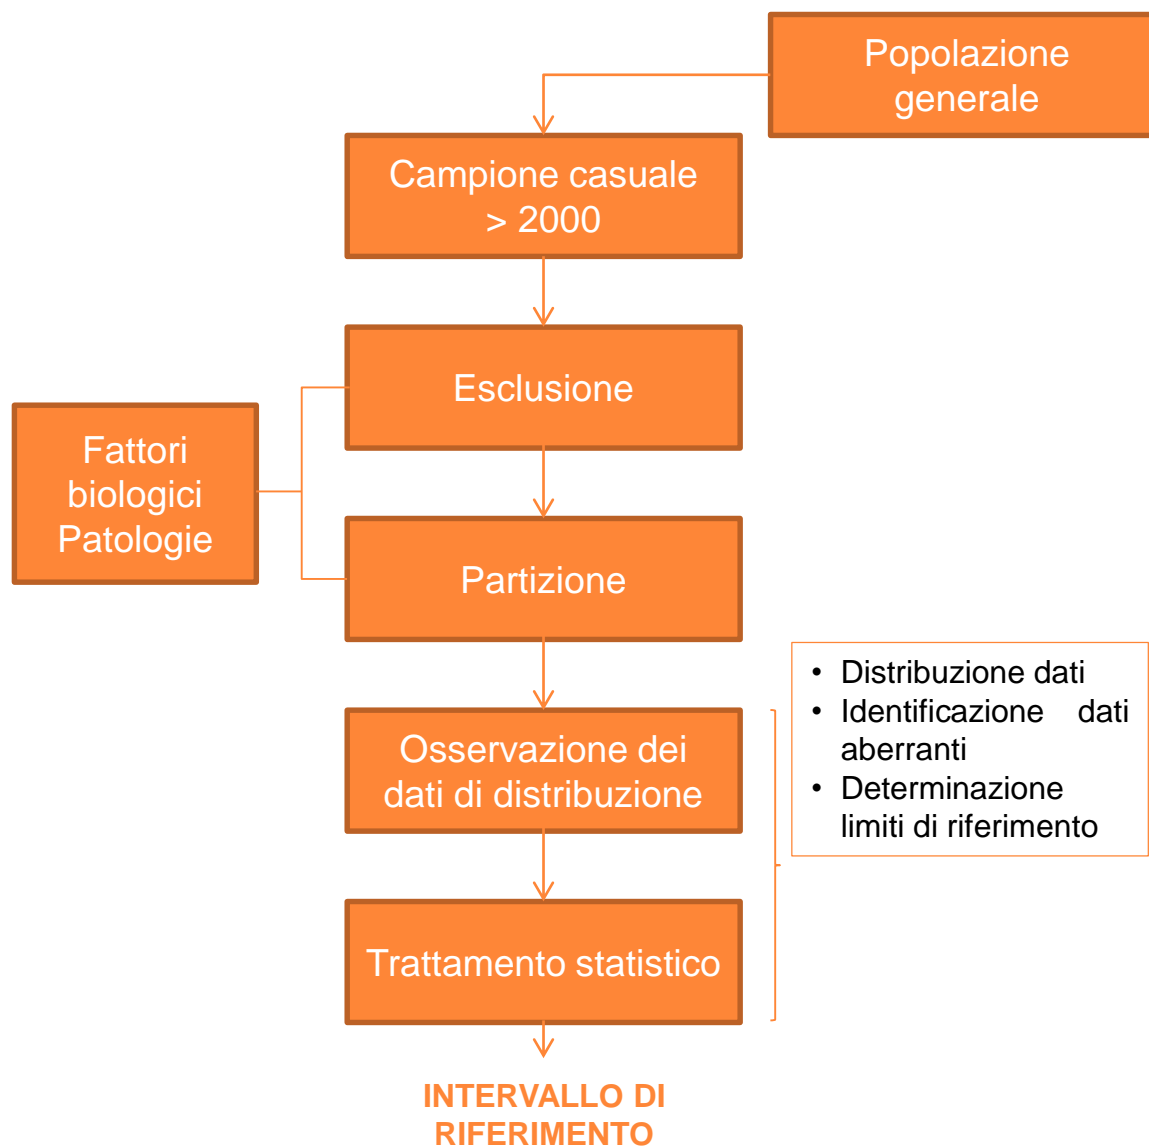 Popolazione
generale
Campione casuale
> 2000
Esclusione
Fattori
biologici
Patologie
Partizione
• Distribuzione dati
• Identificazione dati
aberranti
• Determinazione
limiti di riferimento
Osservazione dei
dati di distribuzione
Trattamento statistico
INTERVALLO DI
RIFERIMENTO